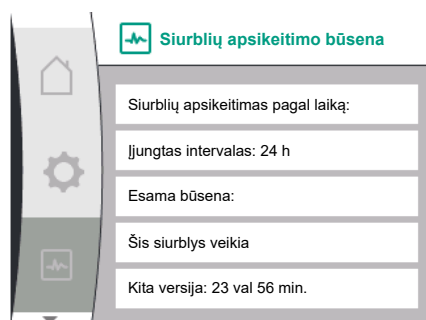 Siurblių apsikeitimo būsena
Siurblių apsikeitimas pagal laiką:
Įjungtas intervalas: 24 h
Esama būsena:
Šis siurblys veikia
Kita versija: 23 val 56 min.